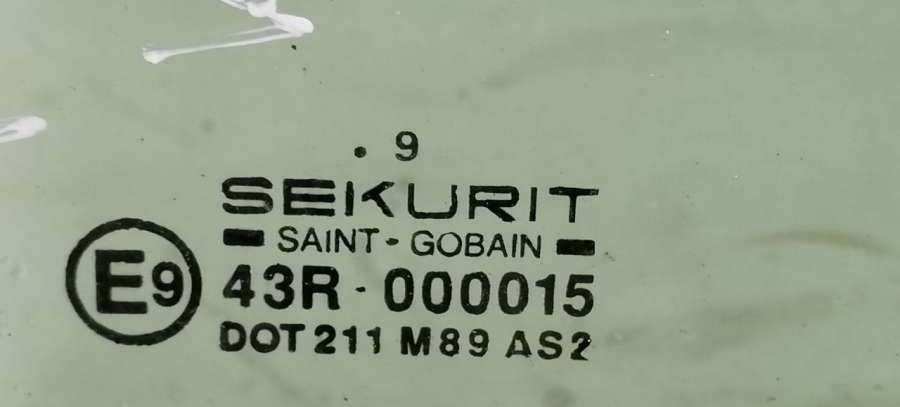 . 9
SEKURIT
SAINT-GOBAIN
E9 43R - 000015
DOT 211 M89 AS2